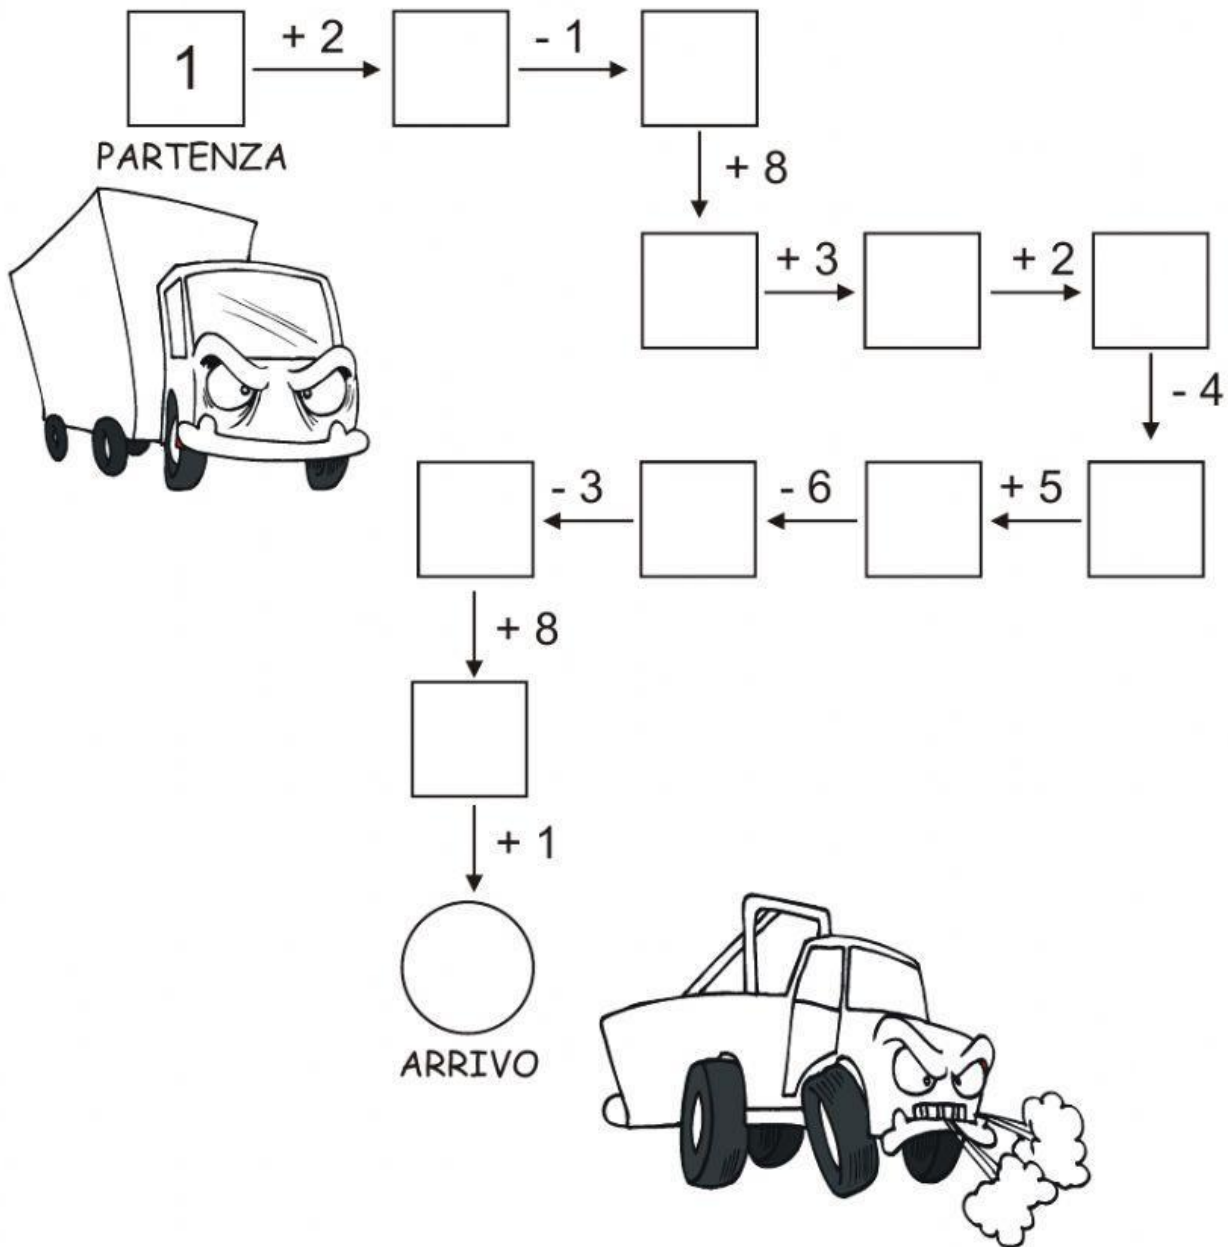 1 + 2 - 1
PARTENZA
+ 8
+ 3 + 2
- 4
- 3 - 6 + 5
+ 8
+ 1
ARRIVO